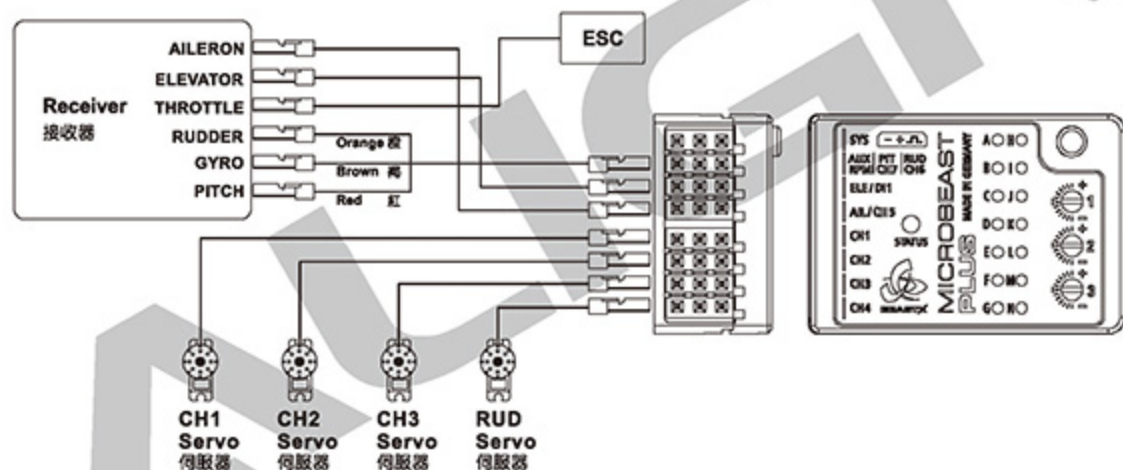 Receiver
接收器
AILERON
ELEVATOR
THROTTLE
RUDDER
GYRO
PITCH
ESC
Orange 橙
Brown 褐
Red 紅
SYS
AUX PIT RUD
RPM CH7 CH6
ELE/DI1
AIL/CH5
CH1
CH2
CH3
CH4
STATUS
BEASTX
MICROBEAST
PLUS
MADE IN GERMANY
A H
B I
C J
D K
E L
F M
G N
1
2
3
CH1
Servo
伺服器
CH2
Servo
伺服器
CH3
Servo
伺服器
RUD
Servo
伺服器